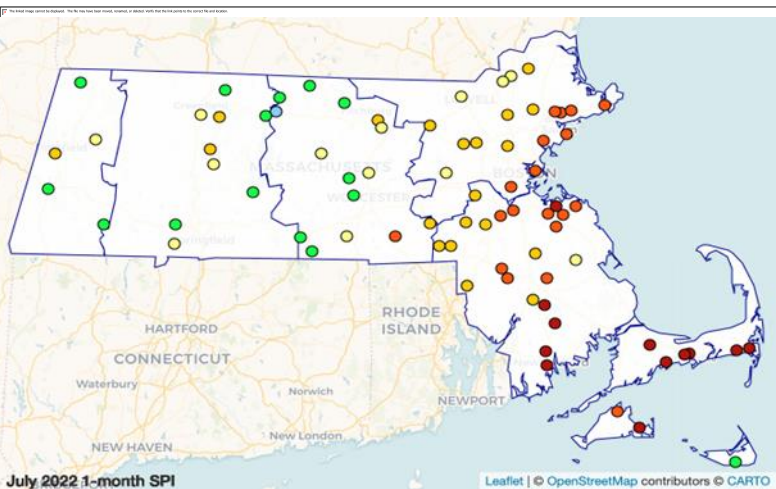 The linked image cannot be displayed. The file may have been moved, renamed, or deleted. Verify that the link points to the correct file and location.
LOWELL
MASSACHUSETTS
BOSTON
WORCESTER
Springfield
RHODE
ISLAND
HARTFORD
CONNECTICUT
Waterbury
Norwich
NEWPORT
New London
NEW HAVEN
July 2022 1-month SPI
Leaflet | © OpenStreetMap contributors © CARTO